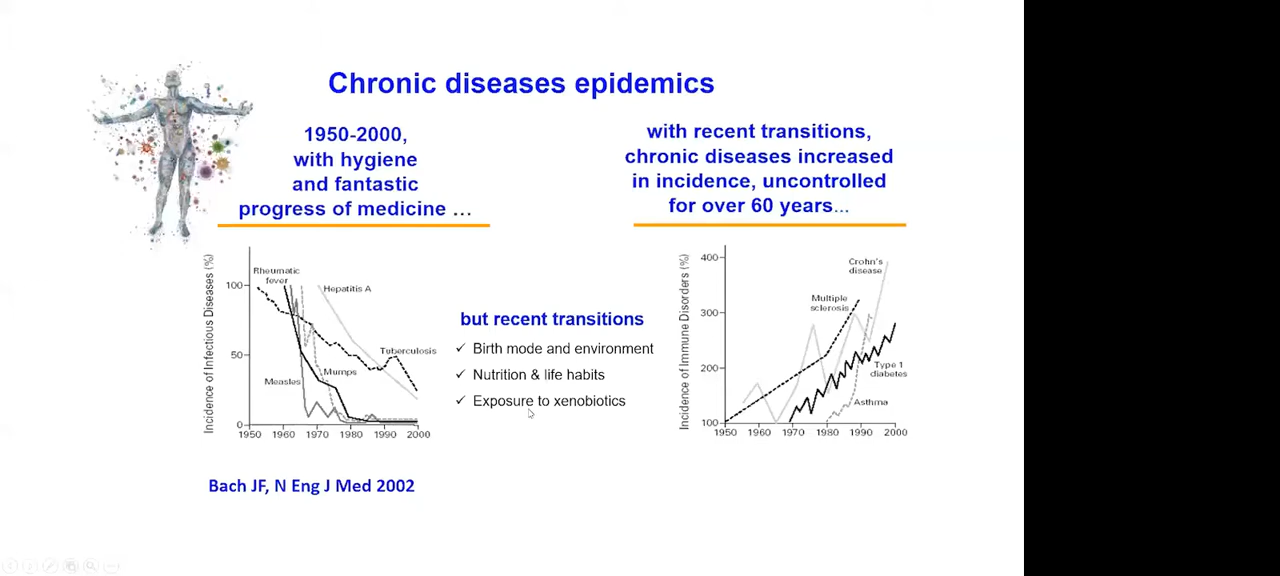 Chronic diseases epidemics
1950-2000,
with hygiene
and fantastic
progress of medicine …
with recent transitions,
chronic diseases increased
in incidence, uncontrolled
for over 60 years...
Incidence of Infectious Diseases (%)
100
50
0
1950 1960 1970 1980 1990 2000
Rheumatic
fever
Hepatitis A
Tuberculosis
Mumps
Measles
but recent transitions
✓ Birth mode and environment
✓ Nutrition & life habits
✓ Exposure to xenobiotics
Incidence of Immune Disorders (%)
400
300
200
100
1950 1960 1970 1980 1990 2000
Crohn's
disease
Multiple
sclerosis
Type 1
diabetes
Asthma
Bach JF, N Eng J Med 2002